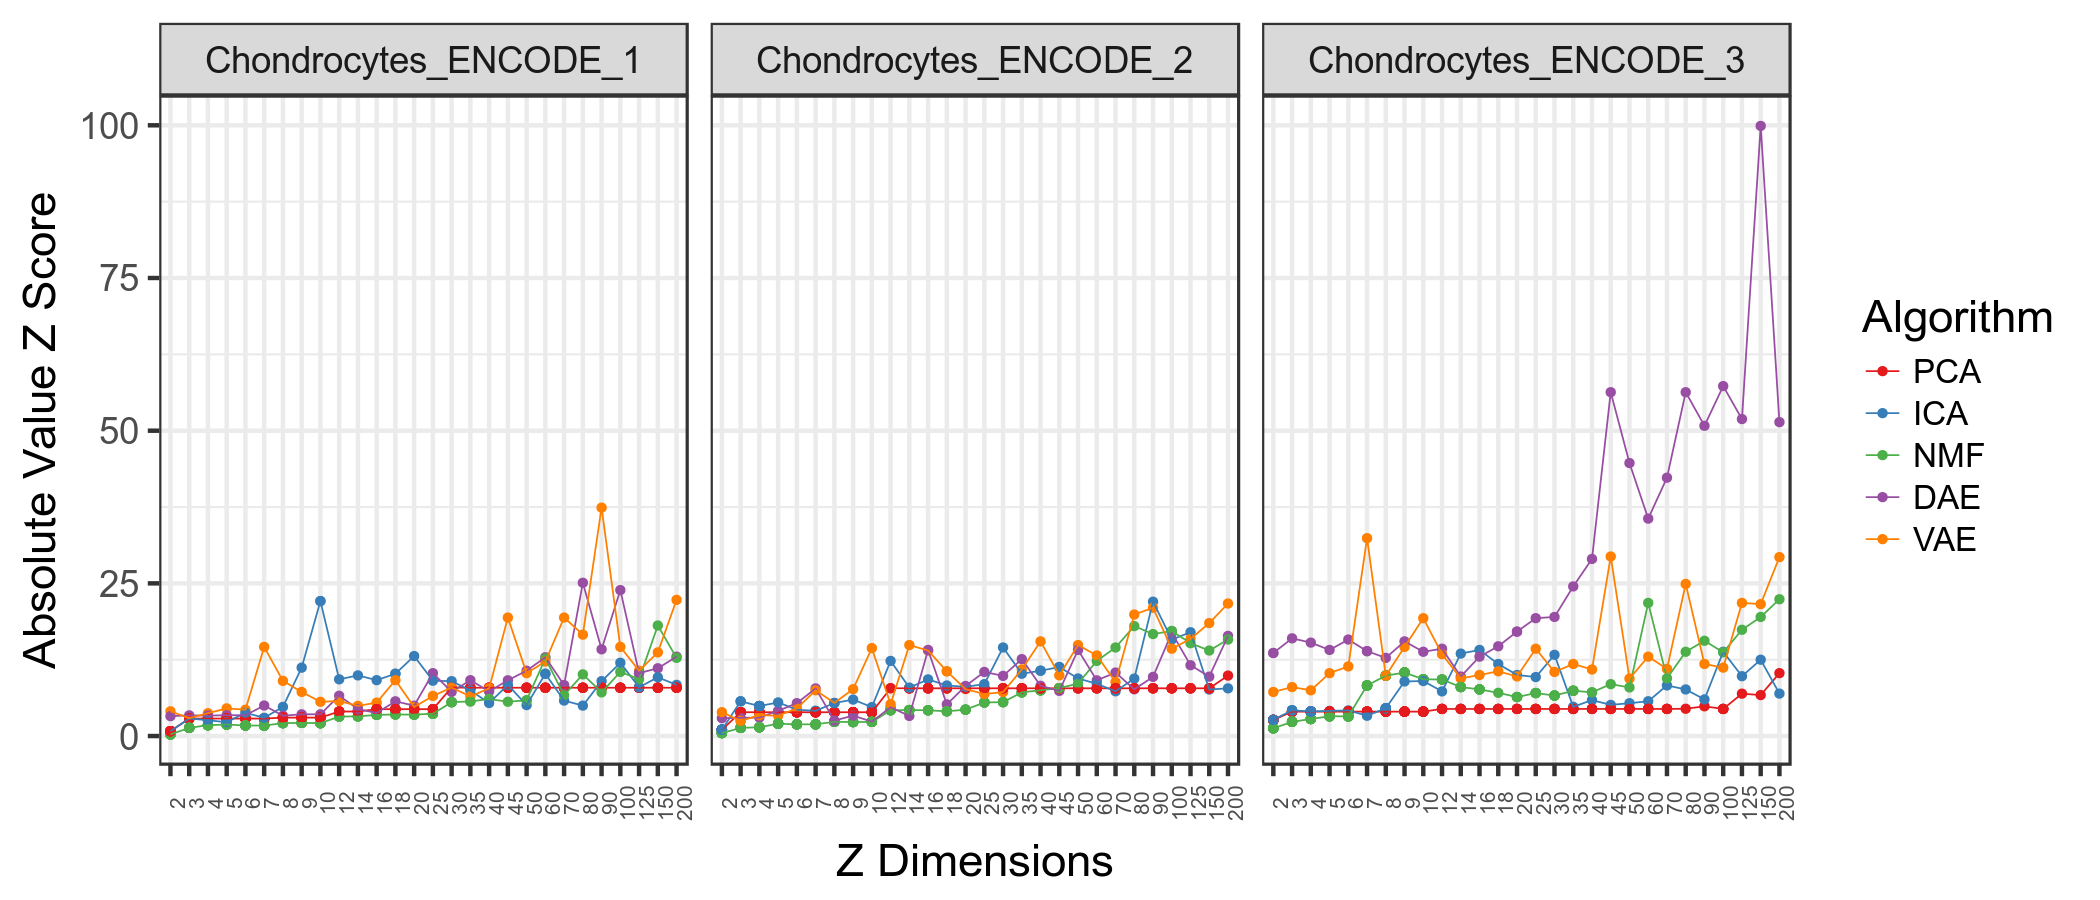 Chondrocytes_ENCODE_1
Chondrocytes_ENCODE_2
Chondrocytes_ENCODE_3
Absolute Value Z Score
100
75
50
25
0
2 3 4 5 6 7 8 9 10 12 14 16 18 20 25 30 35 40 45 50 60 70 80 90 100 125 150 200
2 3 4 5 6 7 8 9 10 12 14 16 18 20 25 30 35 40 45 50 60 70 80 90 100 125 150 200
2 3 4 5 6 7 8 9 10 12 14 16 18 20 25 30 35 40 45 50 60 70 80 90 100 125 150 200
Z Dimensions
Algorithm
PCA
ICA
NMF
DAE
VAE